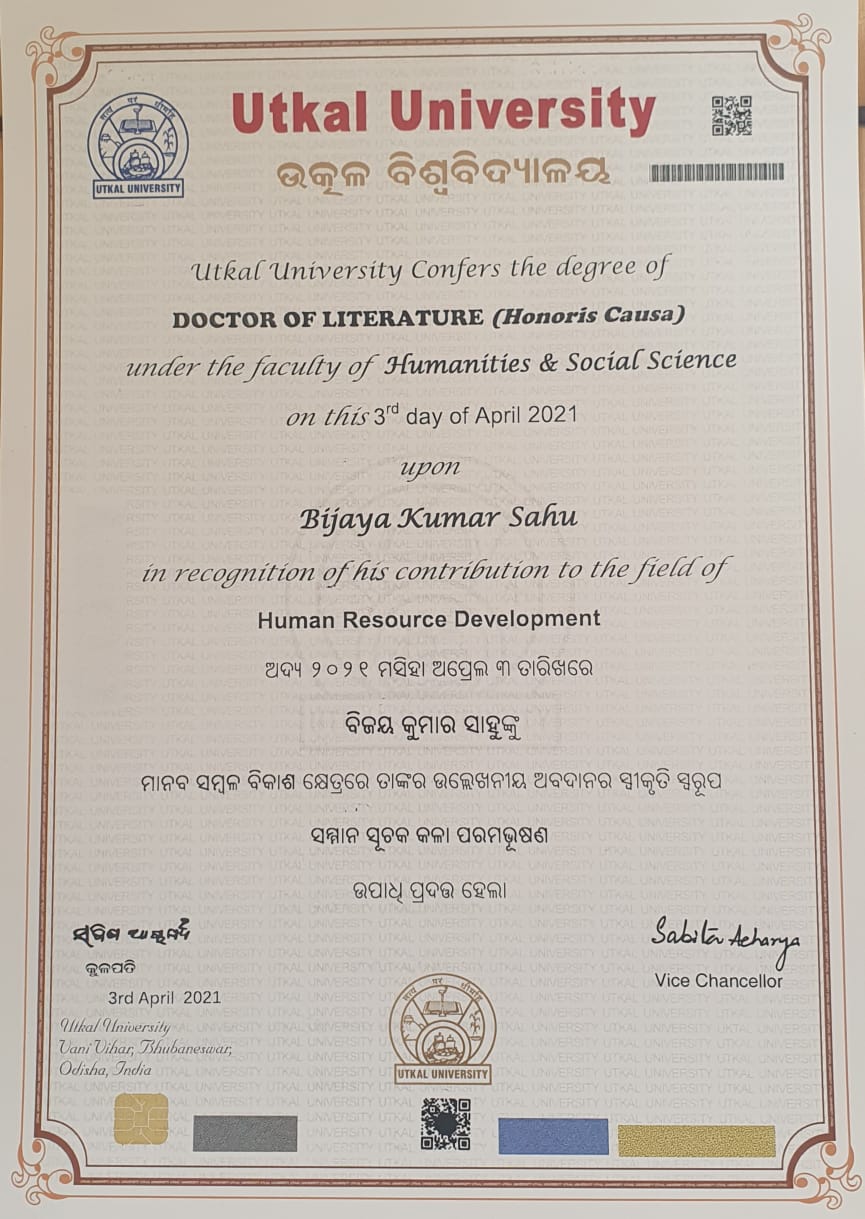 Utkal University
ଉତ୍କଳ ବିଶ୍ୱବିଦ୍ୟାଳୟ
UTKAL UNIVERSITY
Utkal University Confers the degree of
DOCTOR OF LITERATURE (Honoris Causa)
under the faculty of Humanities & Social Science
on this 3rd day of April 2021
upon
Bijaya Kumar Sahu
in recognition of his contribution to the field of
Human Resource Development
ଅଦ୍ୟ ୨୦୨୧ ମସିହା ଅପ୍ରେଲ ୩ ତାରିଖରେ
ବିଜୟ କୁମାର ସାହୁଙ୍କୁ
ମାନବ ସମ୍ବଳ ବିକାଶ କ୍ଷେତ୍ରରେ ତାଙ୍କର ଉଲ୍ଲେଖନୀୟ ଅବଦାନର ସ୍ୱୀକୃତି ସ୍ୱରୂପ
ସମ୍ମାନ ସୂଚକ କଳା ପରମଭୂଷଣ
ଉପାଧି ପ୍ରଦତ୍ତ ହେଲା
Sabita Acharya
କୁଳପତି
Vice Chancellor
3rd April 2021
Utkal University
Vani Vihar, Bhubaneswar,
Odisha, India
UTKAL UNIVERSITY